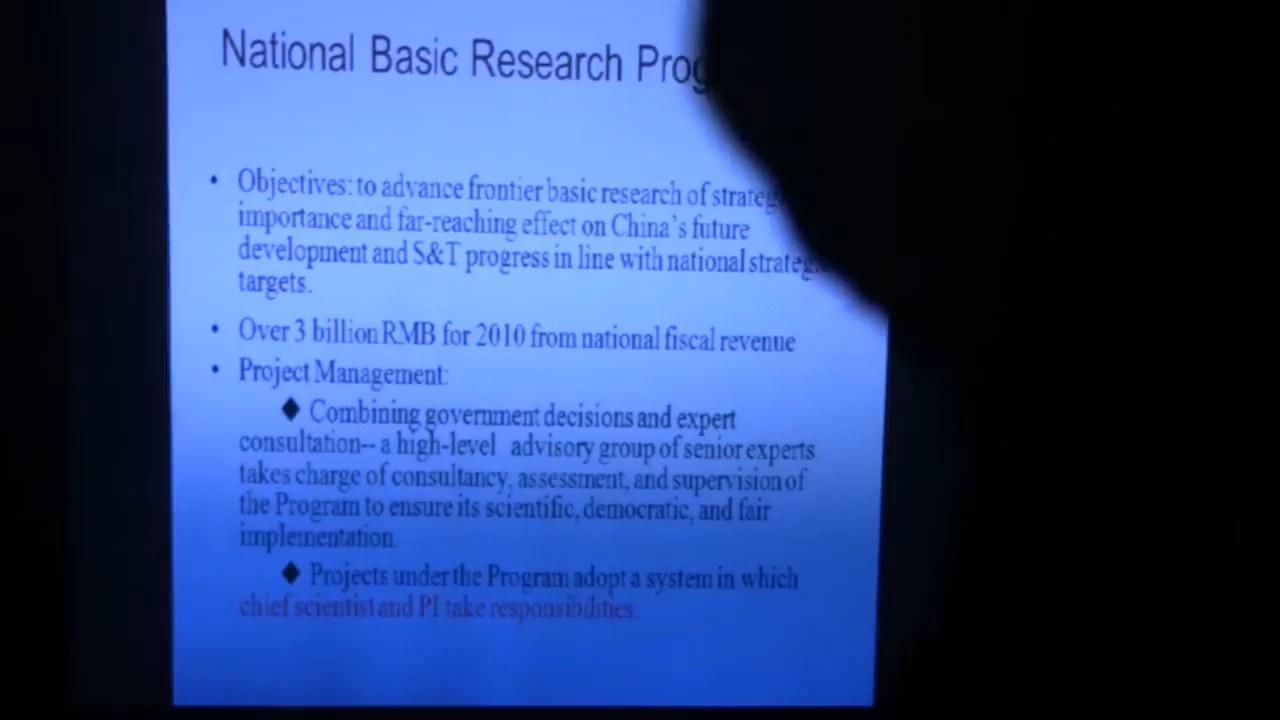 National Basic Research Prog
• Objectives: to advance frontier basic research of strateg
importance and far-reaching effect on China's future
development and S&T progress in line with national strateg
targets.
• Over 3 billion RMB for 2010 from national fiscal revenue
• Project Management:
◆ Combining government decisions and expert
consultation-- a high-level advisory group of senior experts
takes charge of consultancy, assessment, and supervision of
the Program to ensure its scientific, democratic, and fair
implementation.
◆ Projects under the Program adopt a system in which
chief scientist and PI take responsibilities.